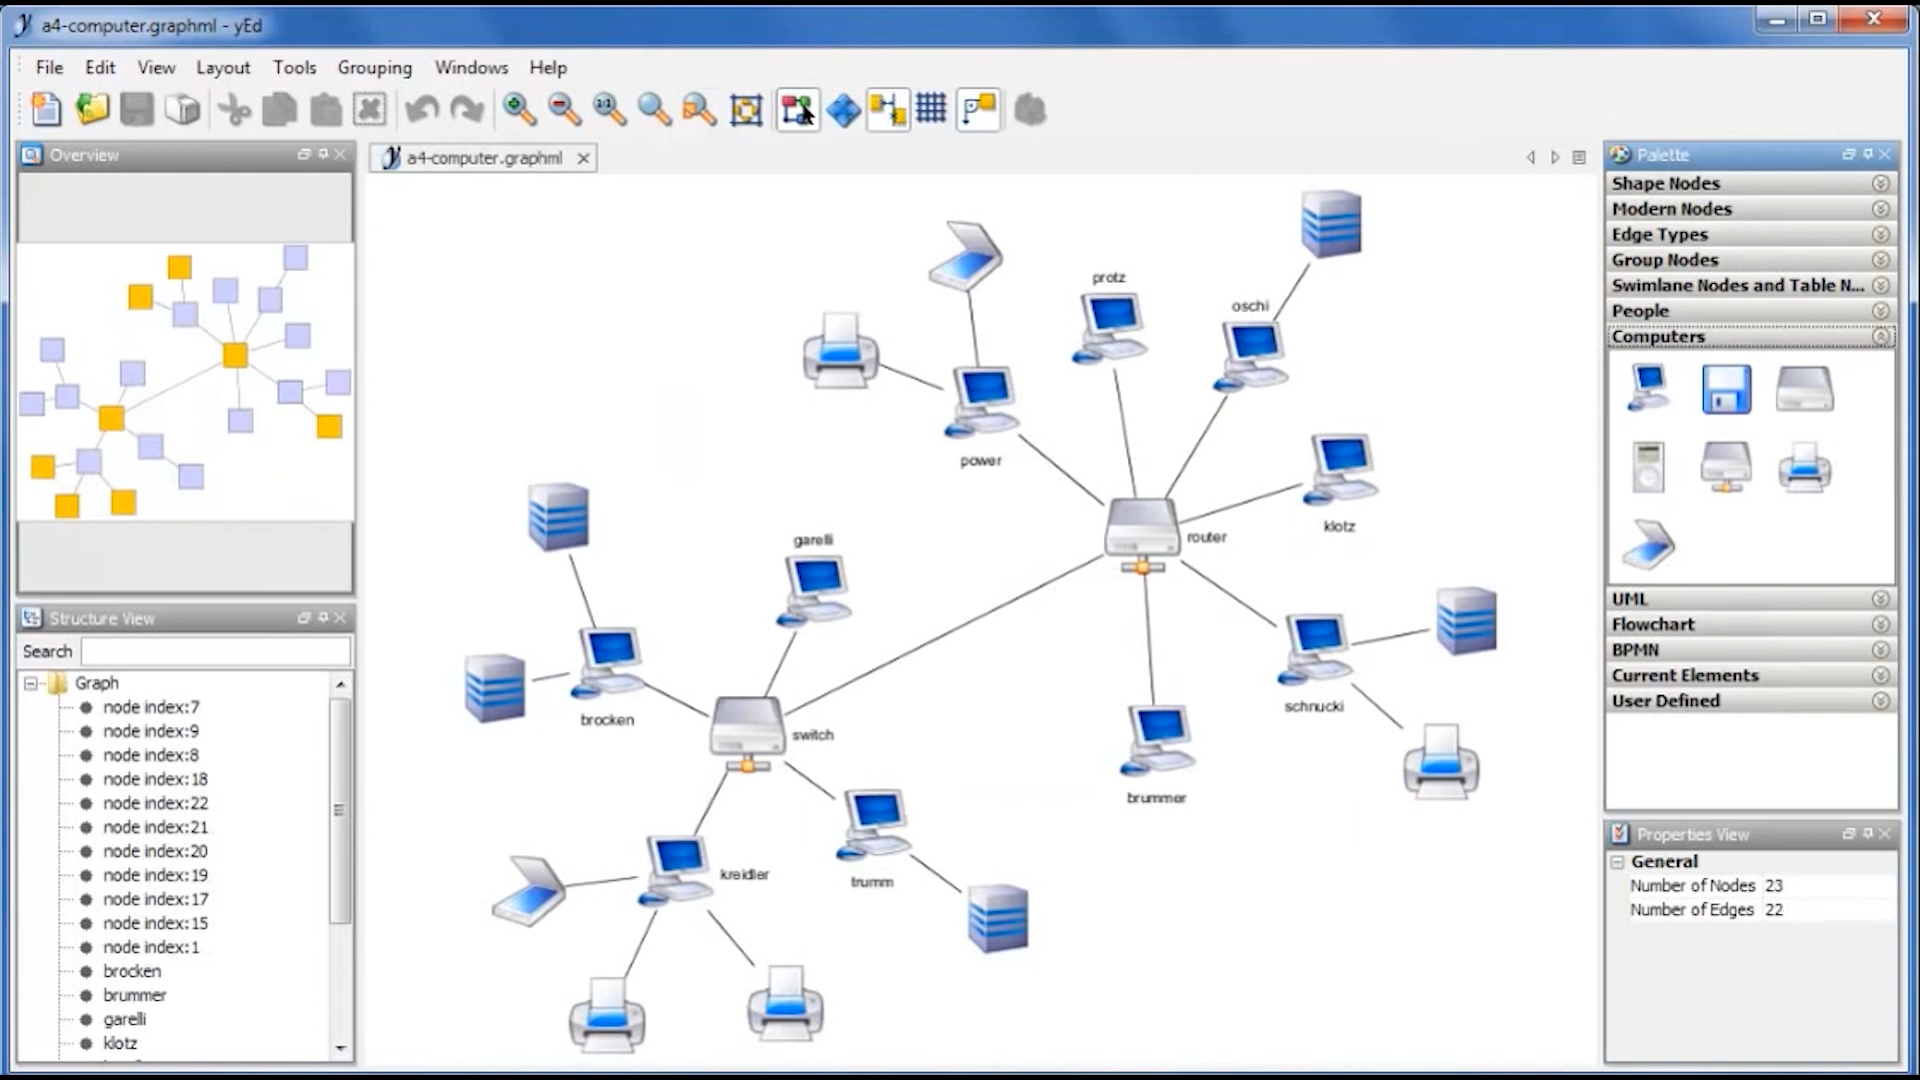 a4-computer.graphml - yEd
File Edit View Layout Tools Grouping Windows Help
Overview
a4-computer.graphml
Palette
Shape Nodes
Modern Nodes
Edge Types
Group Nodes
Swimlane Nodes and Table N...
People
Computers
UML
Flowchart
BPMN
Current Elements
User Defined
protz
oschi
power
klotz
router
garelli
schnucki
brocken
switch
brummer
kreidler
trumm
Structure View
Search
Graph
node index:7
node index:9
node index:8
node index:18
node index:22
node index:21
node index:20
node index:19
node index:17
node index:15
node index:1
brocken
brummer
garelli
klotz
Properties View
General
Number of Nodes 23
Number of Edges 22